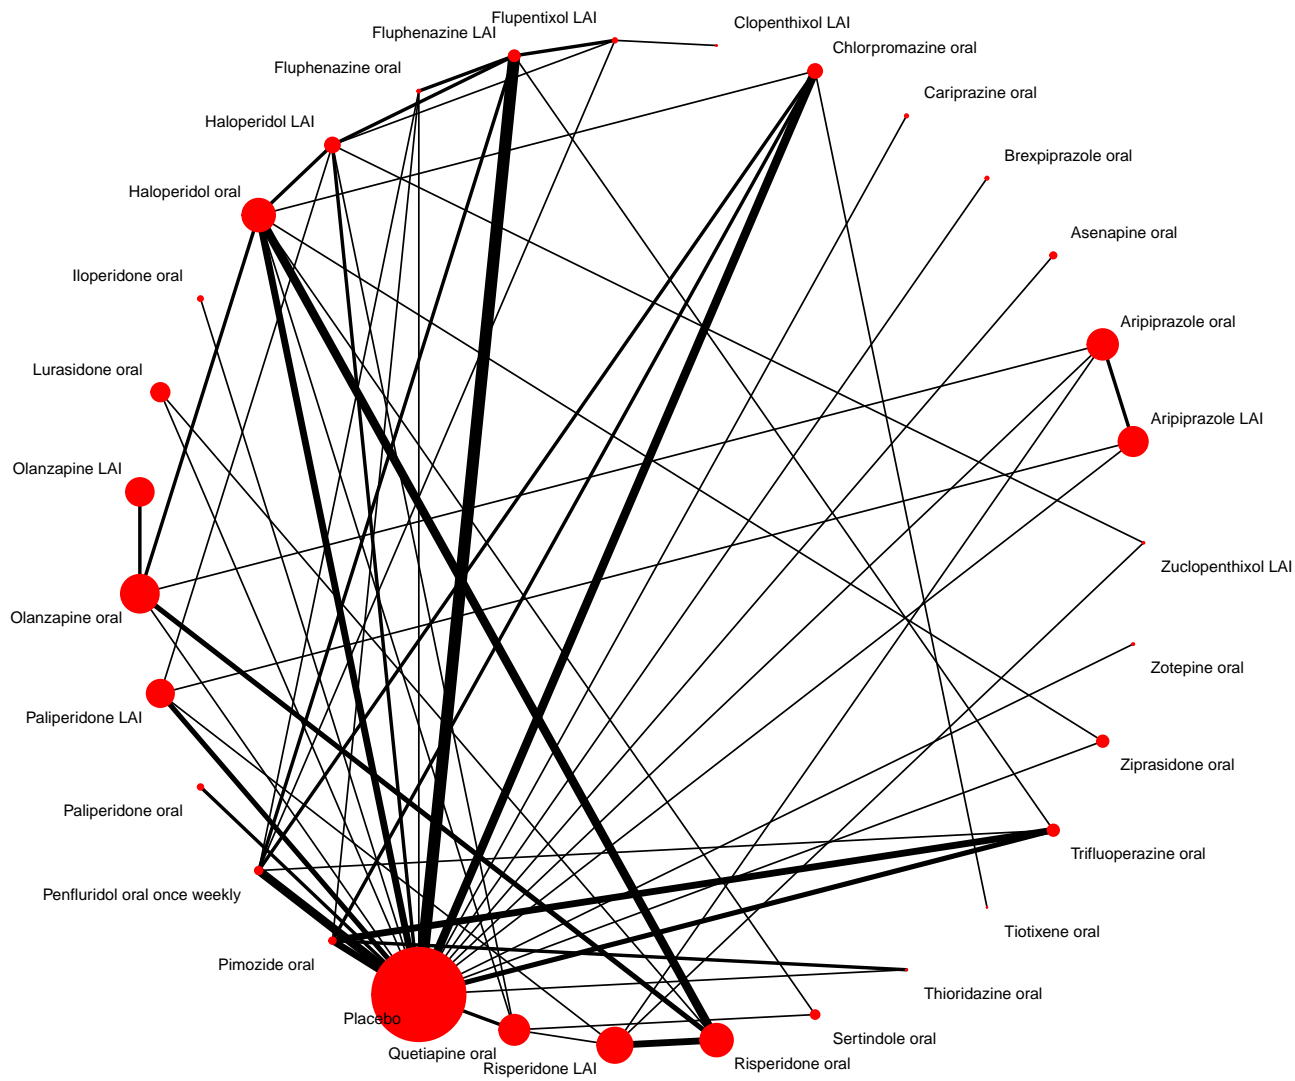 Flupentixol LAI
Clopenthixol LAI
Fluphenazine LAI
Chlorpromazine oral
Fluphenazine oral
Cariprazine oral
Haloperidol LAI
Brexpiprazole oral
Haloperidol oral
Asenapine oral
Iloperidone oral
Aripiprazole oral
Lurasidone oral
Aripiprazole LAI
Olanzapine LAI
Zuclopenthixol LAI
Olanzapine oral
Zotepine oral
Paliperidone LAI
Ziprasidone oral
Paliperidone oral
Trifluoperazine oral
Penfluridol oral once weekly
Tiotixene oral
Pimozide oral
Thioridazine oral
Placebo
Sertindole oral
Quetiapine oral
Risperidone oral
Risperidone LAI